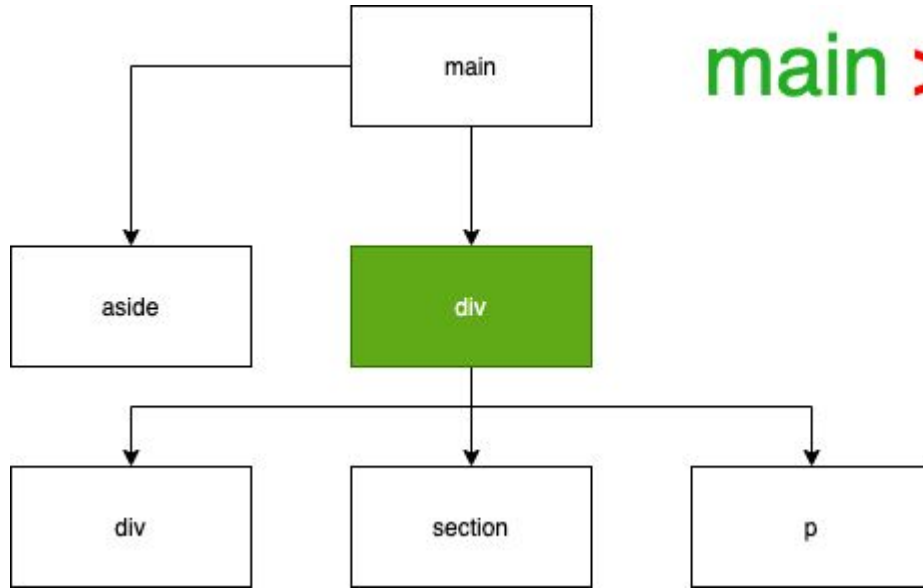 main
main >
aside
div
div
section
p